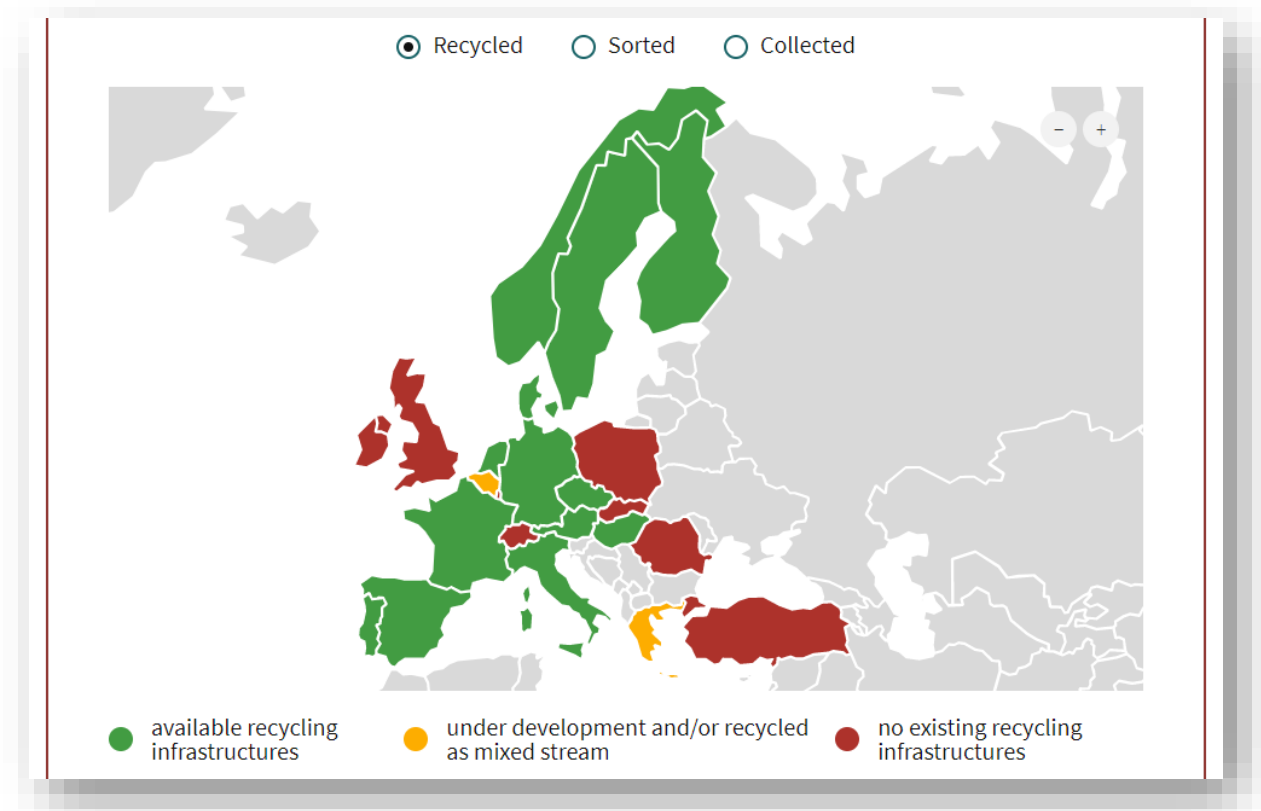 Recycled Sorted Collected
− +
available recycling
infrastructures
under development and/or recycled
as mixed stream
no existing recycling
infrastructures